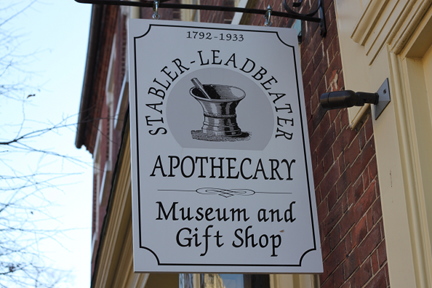 1792-1933
STABLER-LEADBEATER
APOTHECARY
Museum and
Gift Shop